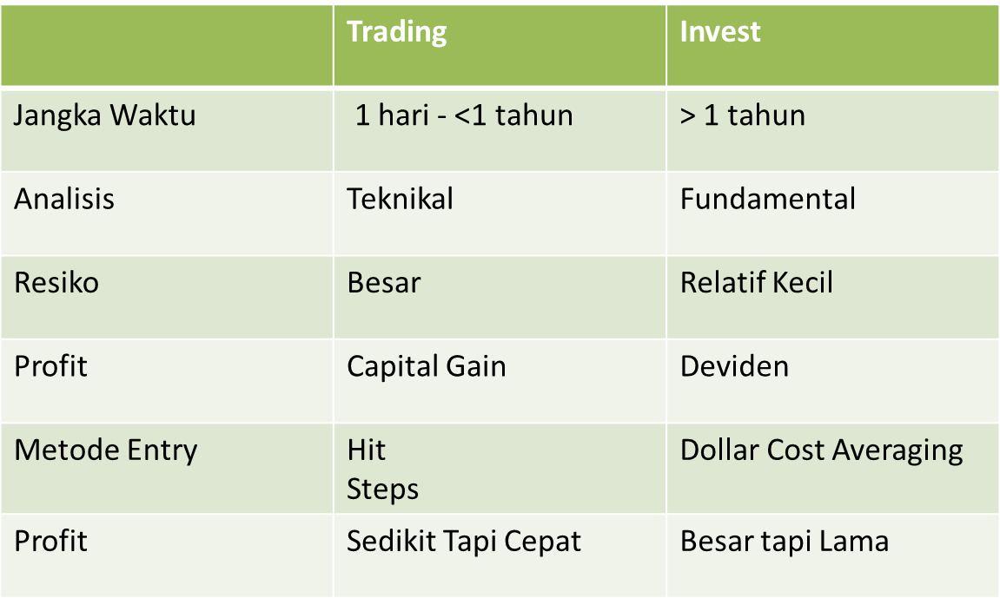 Trading Invest
Jangka Waktu 1 hari - <1 tahun > 1 tahun
Analisis Teknikal Fundamental
Resiko Besar Relatif Kecil
Profit Capital Gain Deviden
Metode Entry Hit Dollar Cost Averaging
Steps
Profit Sedikit Tapi Cepat Besar tapi Lama